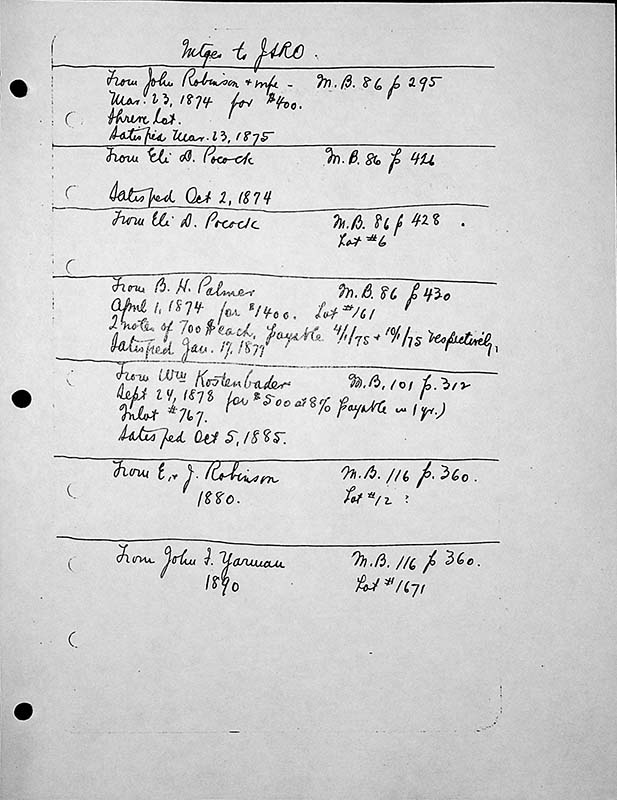 Mtges to JSRO.
From John Robinson + wife - M.B. 86 p 295
Mar. 23, 1874 for $400.
Shreve Lot.
Satisfied Mar. 23, 1875
From Eli D. Pocock M.B. 86 p 426
Satisfied Oct 2, 1874
From Eli D. Pocock M.B. 86 p 428
Lot #6
From B. H. Palmer M.B. 86 p 430
April 1, 1874 for $1400. Lot #161
2 notes of 700 $ each, payable 4/1/75 + 10/1/75 respectively,
Satisfied Jan. 17, 1877
From Wm Kostenbader M.B. 101 p. 312
Sept 24, 1878 for $500 at 8% payable in 1 yr.)
Inlot #767.
Satisfied Oct 5, 1885.
From E. + J. Robinson M.B. 116 p. 360.
1880. Lot #12 ?
From John F. Yarman M.B. 116 p 360.
1890 Lot #1671